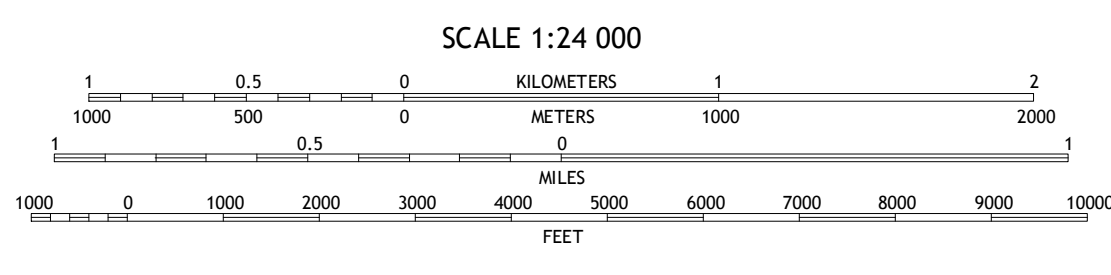 SCALE 1:24 000
1 0.5 0 KILOMETERS 1 2
1000 500 0 METERS 1000 2000
1 0.5 0 1
MILES
1000 0 1000 2000 3000 4000 5000 6000 7000 8000 9000 10000
FEET